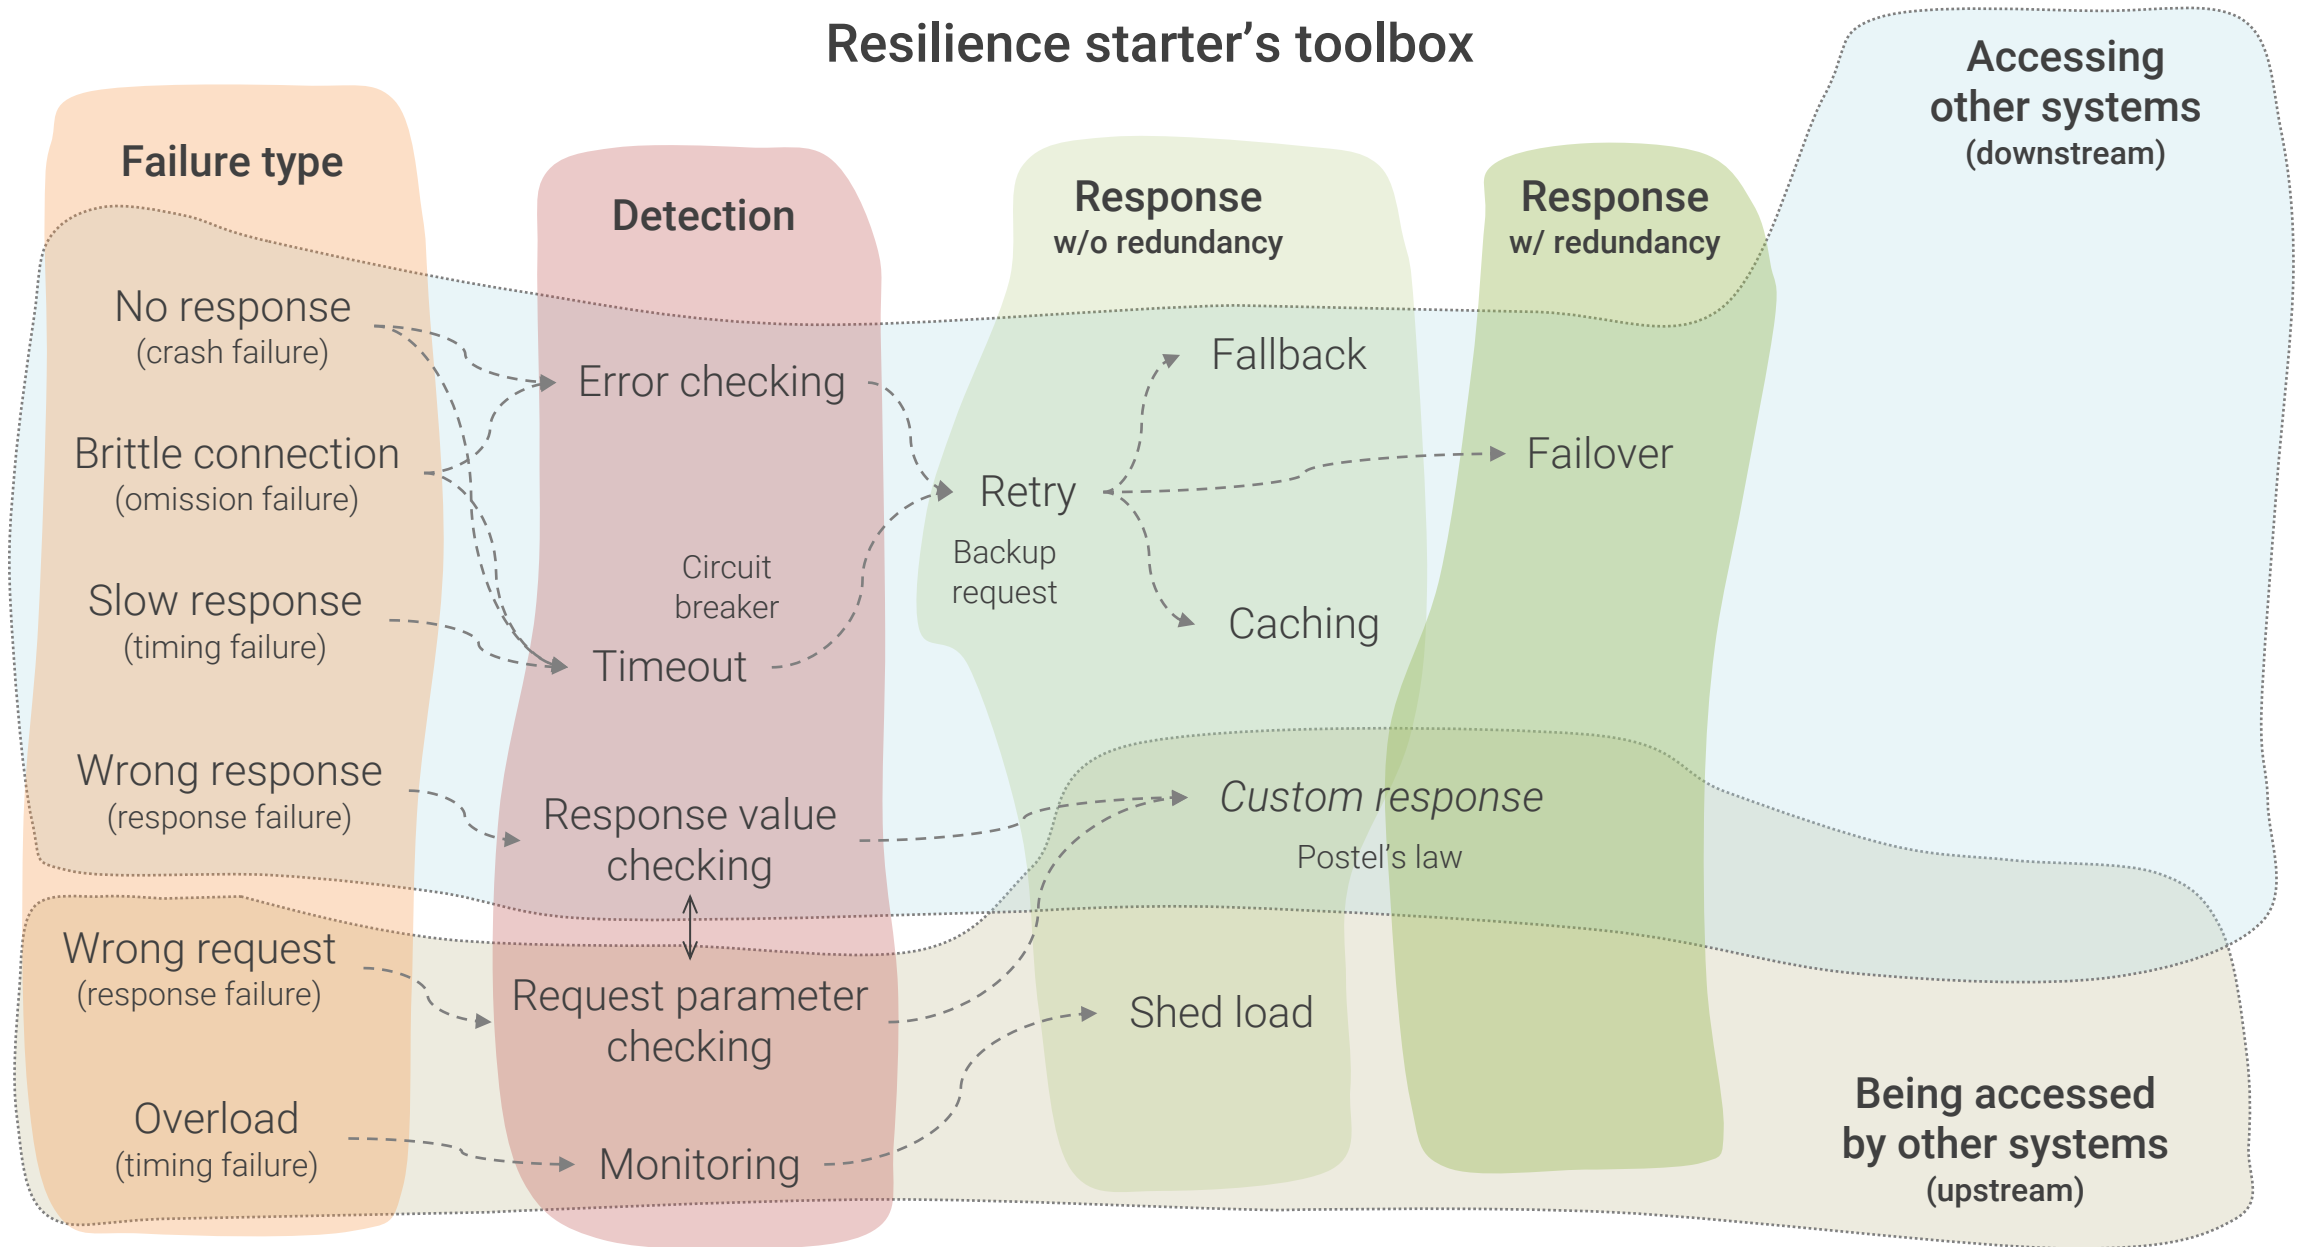 Resilience starter’s toolbox
Accessing
other systems
(downstream)
Failure type
Detection
Response
w/o redundancy
Response
w/ redundancy
No response
(crash failure)
Brittle connection
(omission failure)
Slow response
(timing failure)
Wrong response
(response failure)
Wrong request
(response failure)
Overload
(timing failure)
Error checking
Circuit
breaker
Timeout
Response value
checking
Request parameter
checking
Monitoring
Fallback
Retry
Backup
request
Caching
Custom response
Postel’s law
Shed load
Failover
Being accessed
by other systems
(upstream)